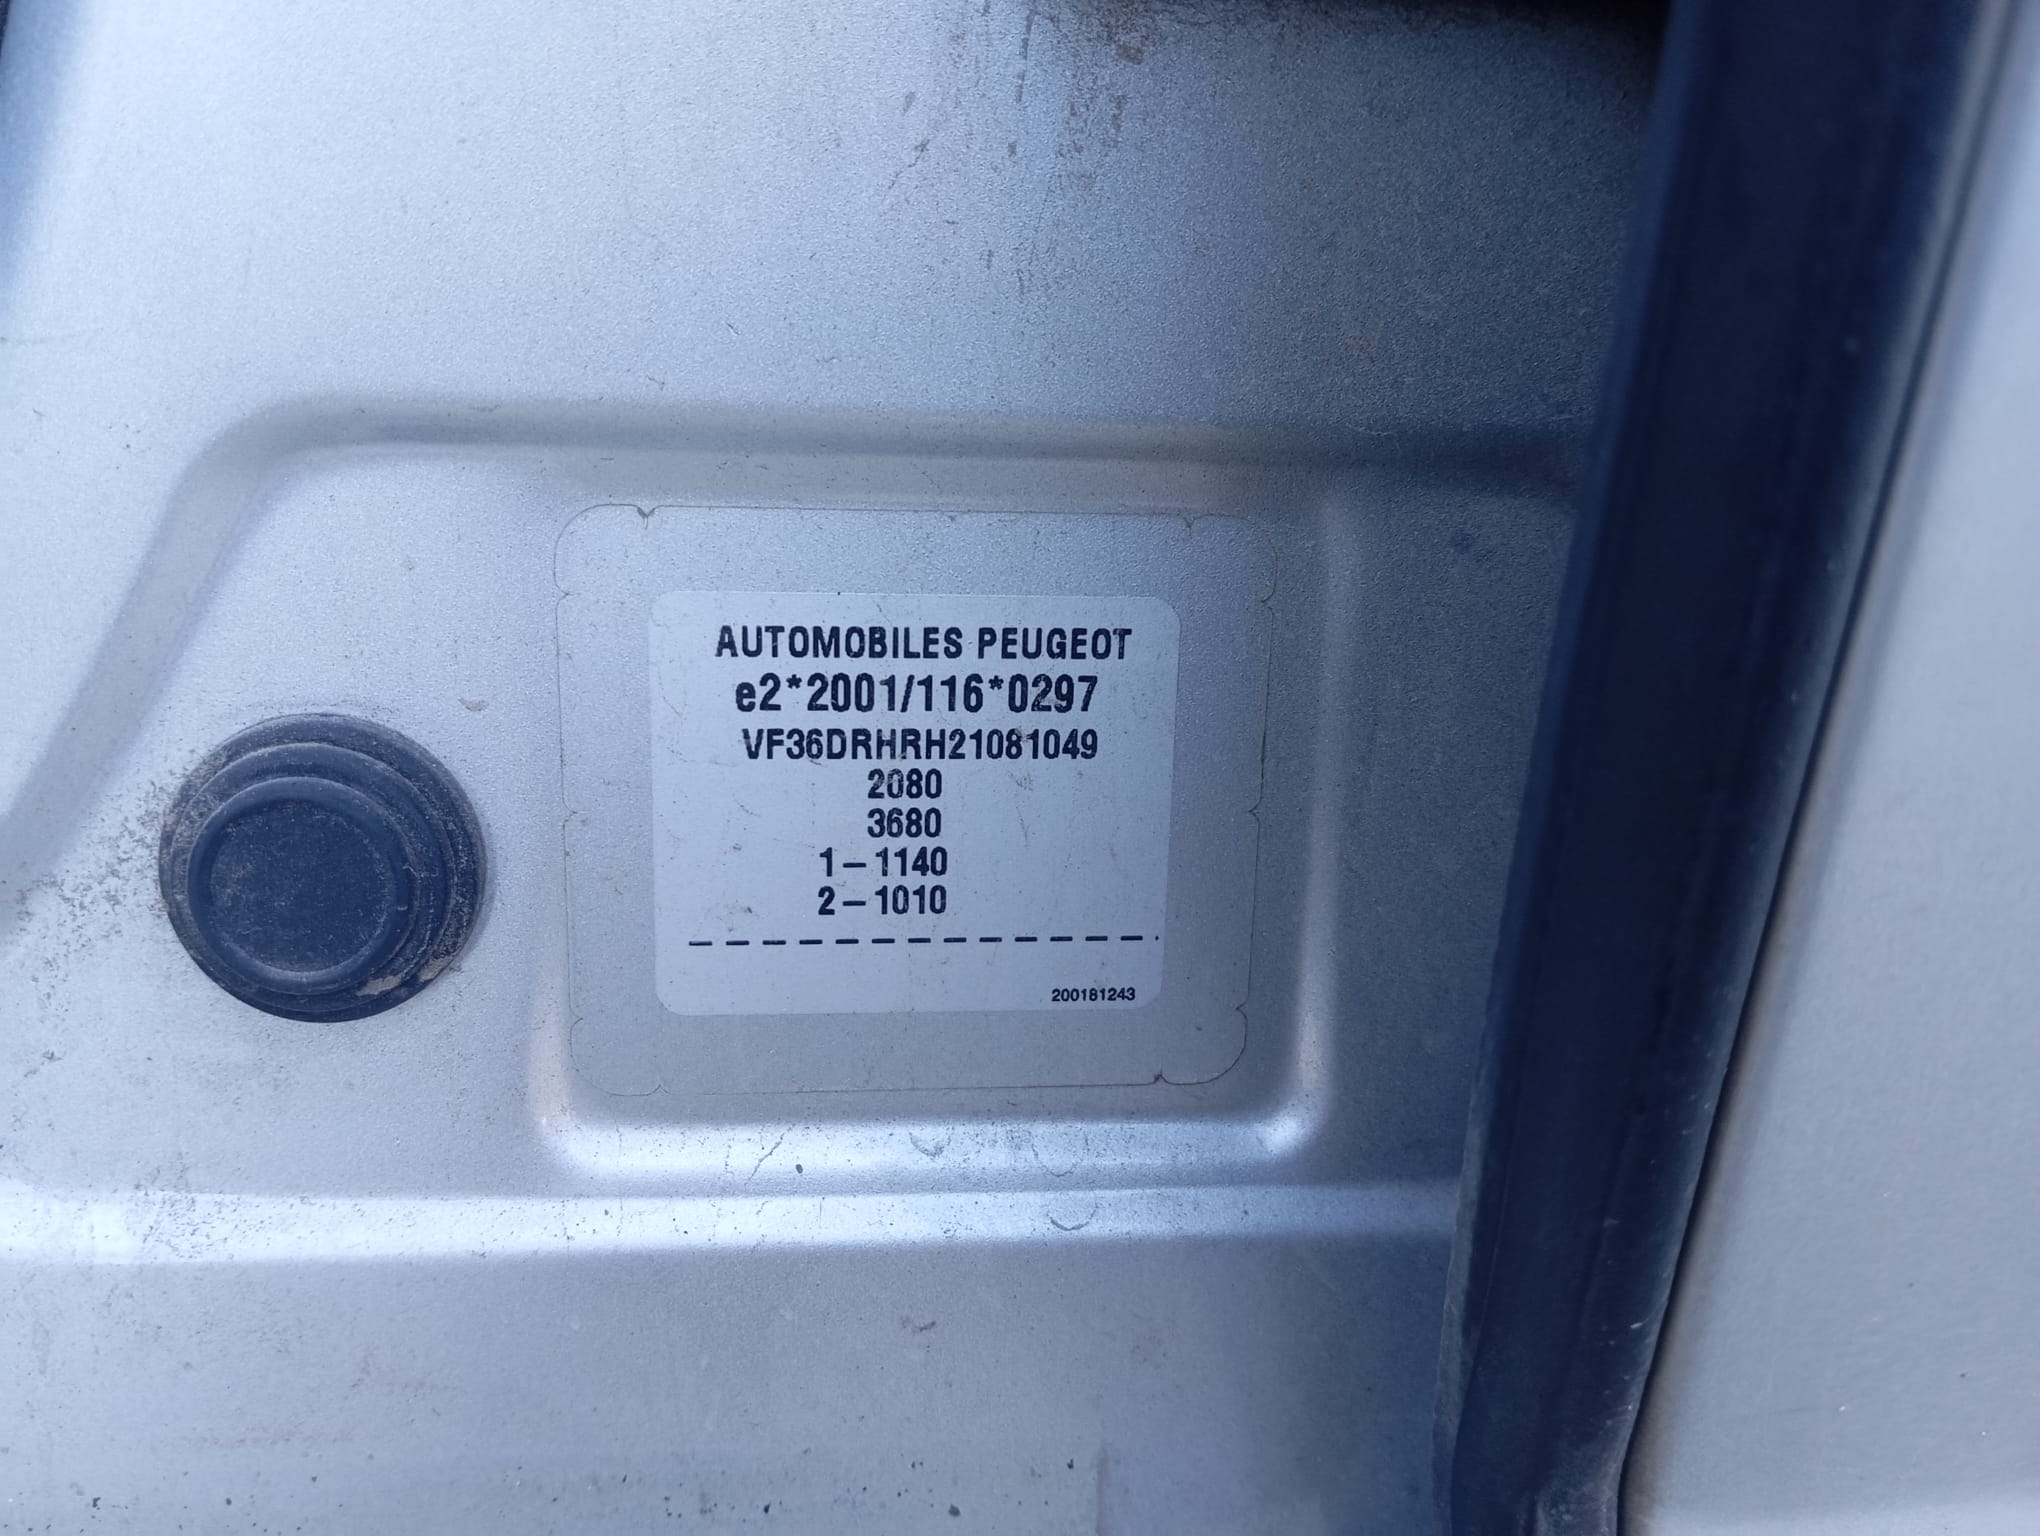 AUTOMOBILES PEUGEOT
e2*2001/116*0297
VF36DRHRH21081049
2080
3680
1–1140
2–1010
200181243